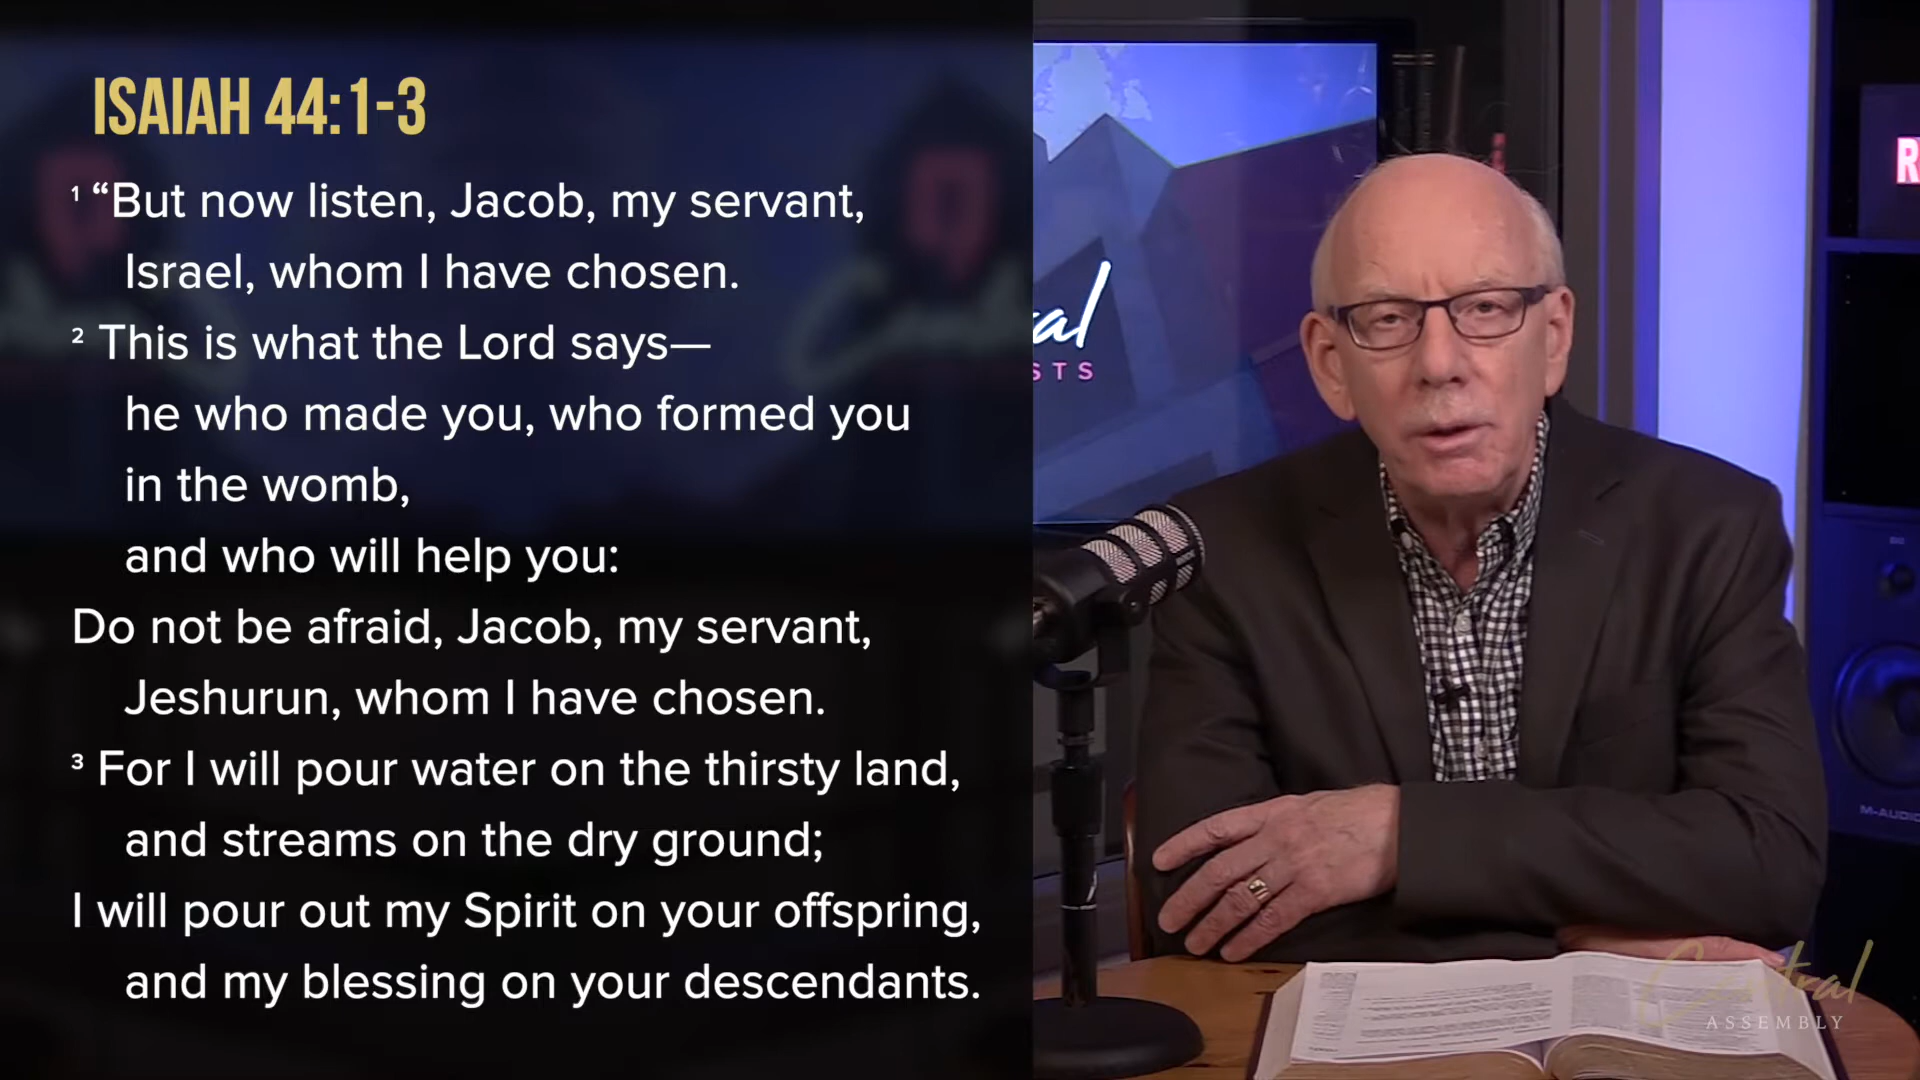 ISAIAH 44:1-3
¹ “But now listen, Jacob, my servant,
Israel, whom I have chosen.
² This is what the Lord says—
he who made you, who formed you
in the womb,
and who will help you:
Do not be afraid, Jacob, my servant,
Jeshurun, whom I have chosen.
³ For I will pour water on the thirsty land,
and streams on the dry ground;
I will pour out my Spirit on your offspring,
and my blessing on your descendants.
Central
ASSEMBLY
M-AUDIO